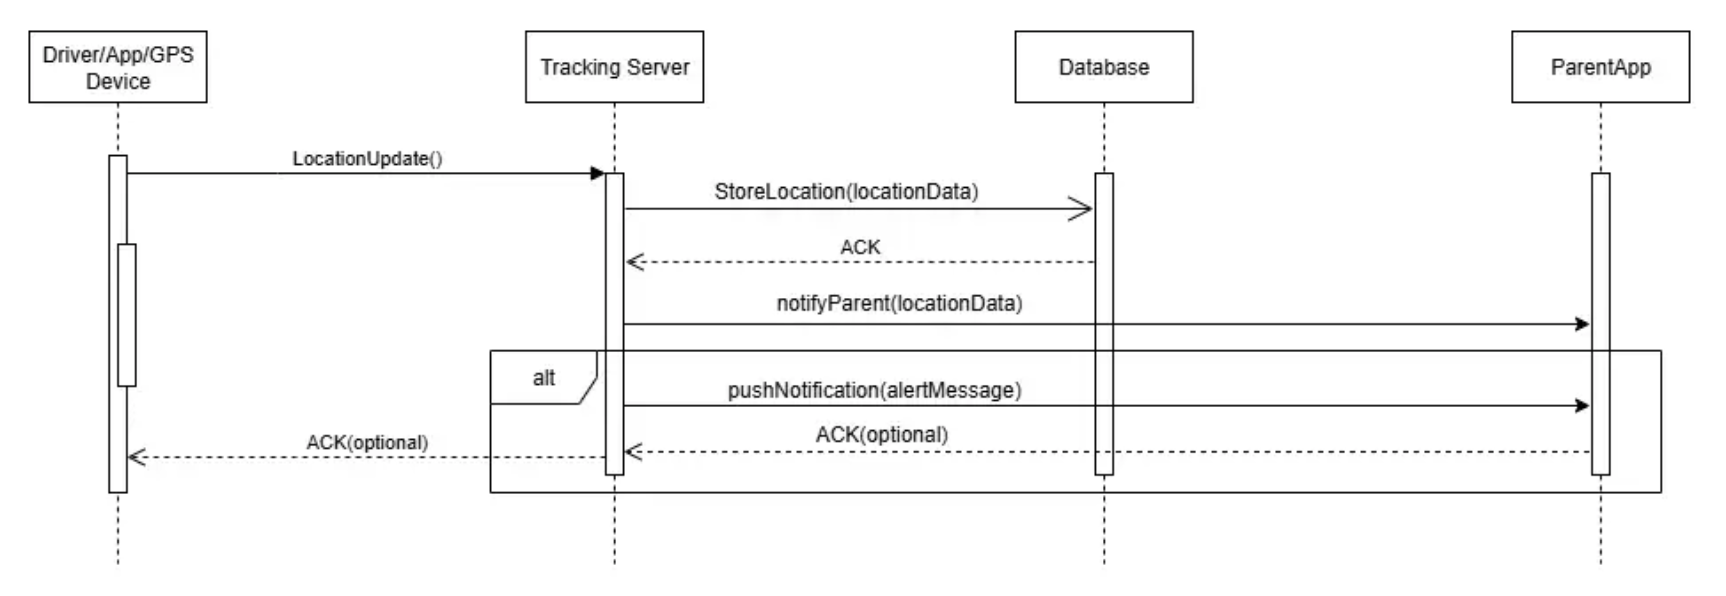 Driver/App/GPS
Device
Tracking Server
Database
ParentApp
LocationUpdate()
StoreLocation(locationData)
ACK
notifyParent(locationData)
alt
pushNotification(alertMessage)
ACK(optional)
ACK(optional)